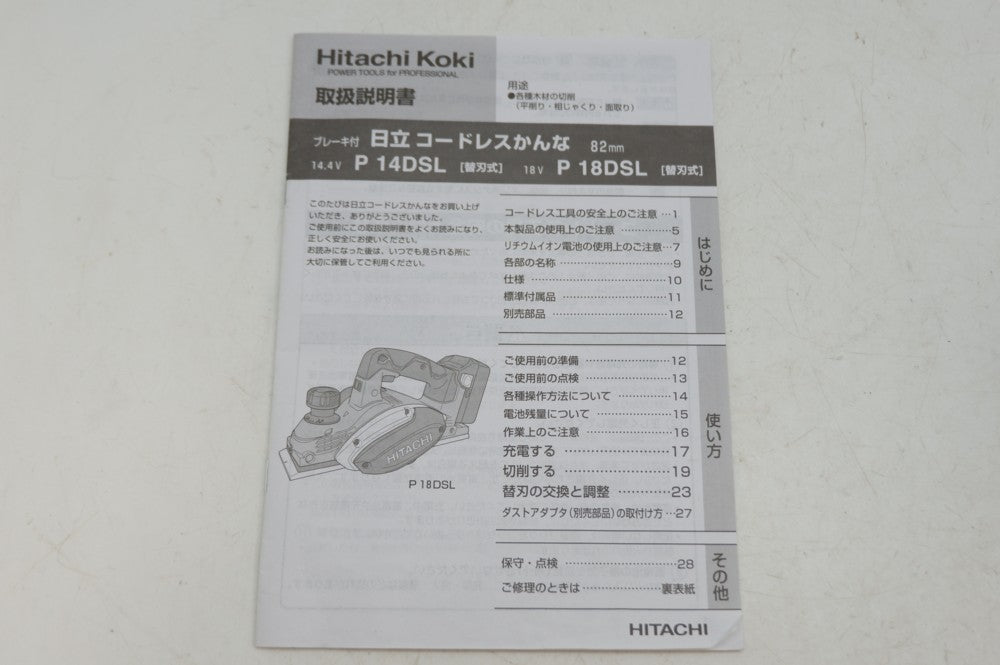 Hitachi Koki
POWER TOOLS for PROFESSIONAL
取扱説明書
用途
●各種木材の切削
（平削り・粗じゃくり・面取り）
ブレーキ付 日立 コードレスかんな 82mm
14.4V P 14DSL ［替刃式］ 18V P 18DSL ［替刃式］
このたびは日立コードレスかんなをお買い上げ
いただき、ありがとうございました。
ご使用前にこの取扱説明書をよくお読みになり、
正しく安全にお使いください。
お読みになった後は、いつでも見られる所に
大切に保管してご利用ください。
HITACHI
P 18DSL
はじめに
コードレス工具の安全上のご注意 …1
本製品の使用上のご注意 ……………5
リチウムイオン電池の使用上のご注意…7
各部の名称 ……………………………9
仕様 ……………………………………10
標準付属品 ……………………………11
別売部品 ………………………………12
使い方
ご使用前の準備 ………………………12
ご使用前の点検 ………………………13
各種操作方法について ………………14
電池残量について ……………………15
作業上のご注意 ………………………16
充電する ………………………………17
切削する ………………………………19
替刃の交換と調整 ……………………23
ダストアダプタ（別売部品）の取付け方…27
その他
保守・点検 ……………………………28
ご修理のときは ………………………裏表紙
HITACHI